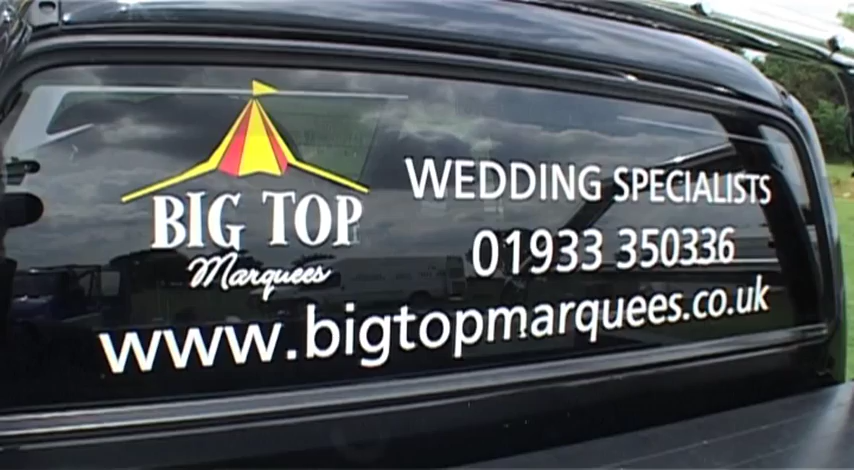 BIG TOP
Marquees
WEDDING SPECIALISTS
01933 350336
www.bigtopmarquees.co.uk